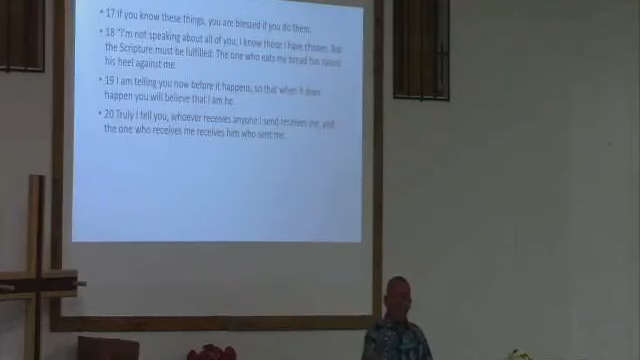 • 17 If you know these things, you are blessed if you do them.
• 18 "I'm not speaking about all of you; I know those I have chosen. But
the Scripture must be fulfilled: The one who eats my bread has raised
his heel against me.
• 19 I am telling you now before it happens, so that when it does
happen you will believe that I am he.
• 20 Truly I tell you, whoever receives anyone I send receives me, and
the one who receives me receives him who sent me.